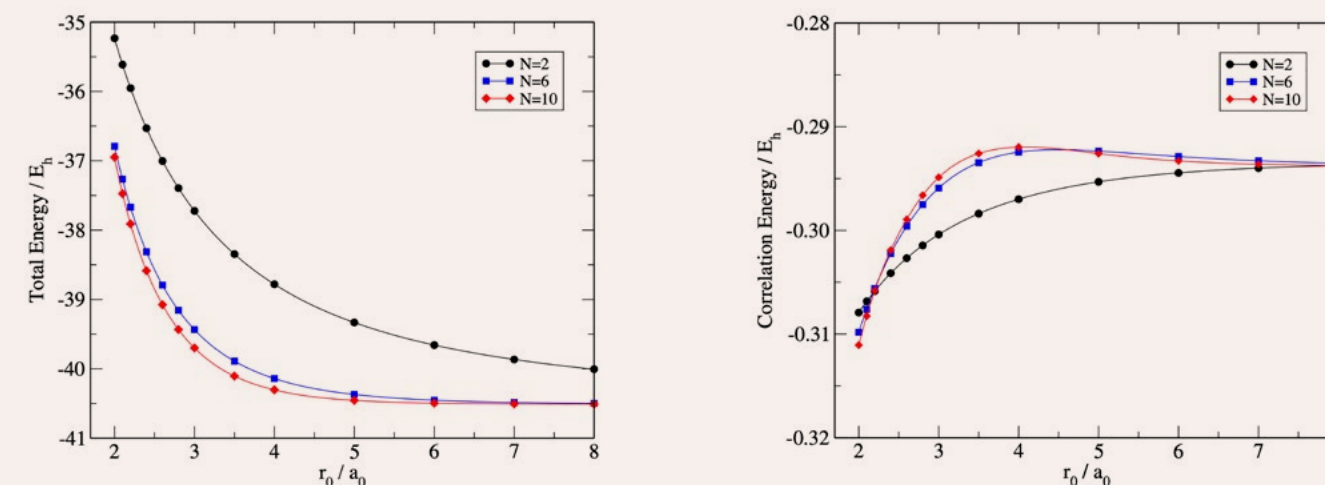 -35
-36
-37
-38
-39
-40
-41
Total Energy / E_h
N=2
N=6
N=10
2 3 4 5 6 7 8
r_0 / a_0
-0.28
-0.29
-0.30
-0.31
-0.32
Correlation Energy / E_h
N=2
N=6
N=10
2 3 4 5 6 7
r_0 / a_0